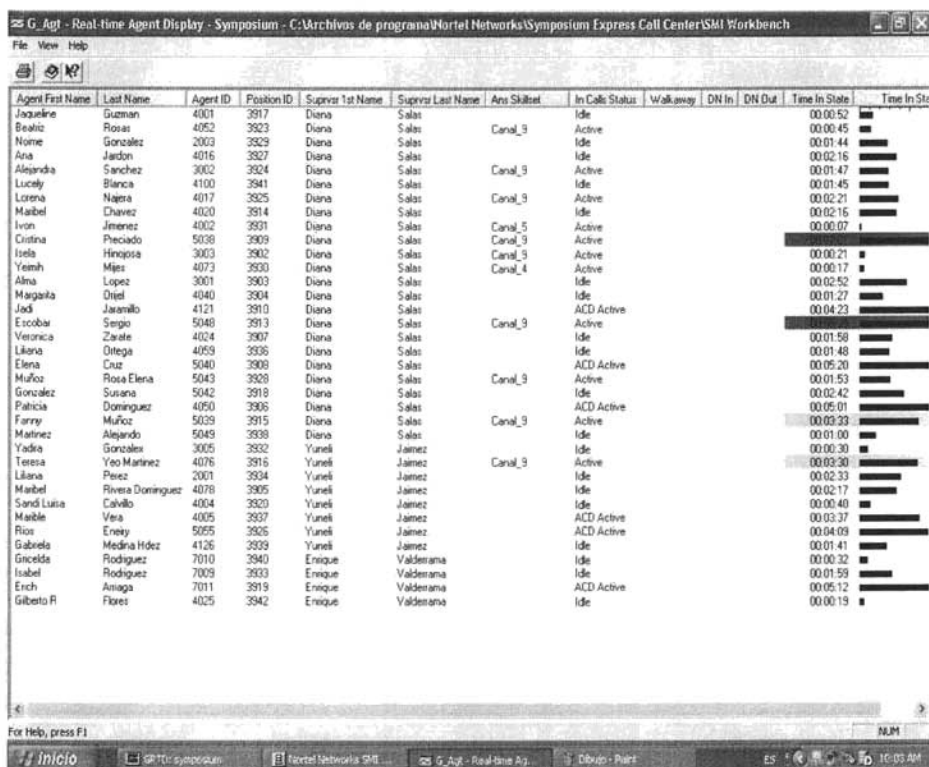 G_Agt - Real-time Agent Display - Symposium - C:\Archivos de programa\Nortel Networks\Symposium Express Call Center\SMI Workbench
File View Help
Agent First Name Last Name Agent ID Position ID Suprvsr 1st Name Suprvsr Last Name Ans Skillset In Calls Status Walkaway DN In DN Out Time In State Time In Sta
Jaqueline Guzman 4001 3917 Diana Salas Idle 00:00:52
Beatriz Rosas 4052 3923 Diana Salas Canal_9 Active 00:00:45
Noime Gonzalez 2003 3929 Diana Salas Idle 00:01:44
Ana Jardon 4016 3927 Diana Salas Idle 00:02:16
Alejandra Sanchez 3002 3924 Diana Salas Canal_9 Active 00:01:47
Lucely Blanca 4100 3941 Diana Salas Idle 00:01:45
Lorena Najera 4017 3925 Diana Salas Canal_9 Active 00:02:21
Maribel Chavez 4020 3914 Diana Salas Idle 00:02:16
Ivon Jimenez 4002 3931 Diana Salas Canal_5 Active 00:00:07
Cristina Preciado 5038 3909 Diana Salas Canal_9 Active
Isela Hinojosa 3003 3902 Diana Salas Canal_9 Active 00:00:21
Yeimih Mijes 4073 3930 Diana Salas Canal_4 Active 00:00:17
Alma Lopez 3001 3903 Diana Salas Idle 00:02:52
Margarita Orijel 4040 3904 Diana Salas Idle 00:01:27
Jadi Jaramillo 4121 3910 Diana Salas ACD Active 00:04:23
Escobar Sergio 5048 3913 Diana Salas Canal_9 Active
Veronica Zarate 4024 3907 Diana Salas Idle 00:01:58
Liliana Ortega 4059 3936 Diana Salas Idle 00:01:48
Elena Cruz 5040 3908 Diana Salas ACD Active 00:05:20
Muñoz Rosa Elena 5043 3928 Diana Salas Canal_9 Active 00:01:53
Gonzalez Susana 5042 3918 Diana Salas Idle 00:02:42
Patricia Dominguez 4050 3906 Diana Salas ACD Active 00:05:01
Fanny Muñoz 5039 3915 Diana Salas Canal_9 Active 00:03:33
Martinez Alejando 5049 3938 Diana Salas Idle 00:01:00
Yadira Gonzalex 3005 3932 Yuneli Jaimez Idle 00:00:30
Teresa Yeo Martinez 4076 3916 Yuneli Jaimez Canal_9 Active 00:03:30
Liliana Perez 2001 3934 Yuneli Jaimez Idle 00:02:33
Maribel Rivera Dominguez 4078 3905 Yuneli Jaimez Idle 00:02:17
Sandi Luisa Calvillo 4004 3920 Yuneli Jaimez Idle 00:00:40
Marible Vera 4005 3937 Yuneli Jaimez ACD Active 00:03:37
Rios Eneiry 5055 3926 Yuneli Jaimez ACD Active 00:04:09
Gabriela Medina Hdez 4126 3939 Yuneli Jaimez Idle 00:01:41
Gricelda Rodriguez 7010 3940 Enrique Valderrama Idle 00:00:32
Isabel Rodriguez 7009 3933 Enrique Valderrama Idle 00:01:59
Erich Arriaga 7011 3919 Enrique Valderrama ACD Active 00:05:12
Gilberto R Flores 4025 3942 Enrique Valderrama Idle 00:00:19
For Help, press F1 NUM
inicio GRTD: symposium Nortel Networks SMI ... G_Agt - Real-time Ag... Dibujo - Paint ES 10:03 AM